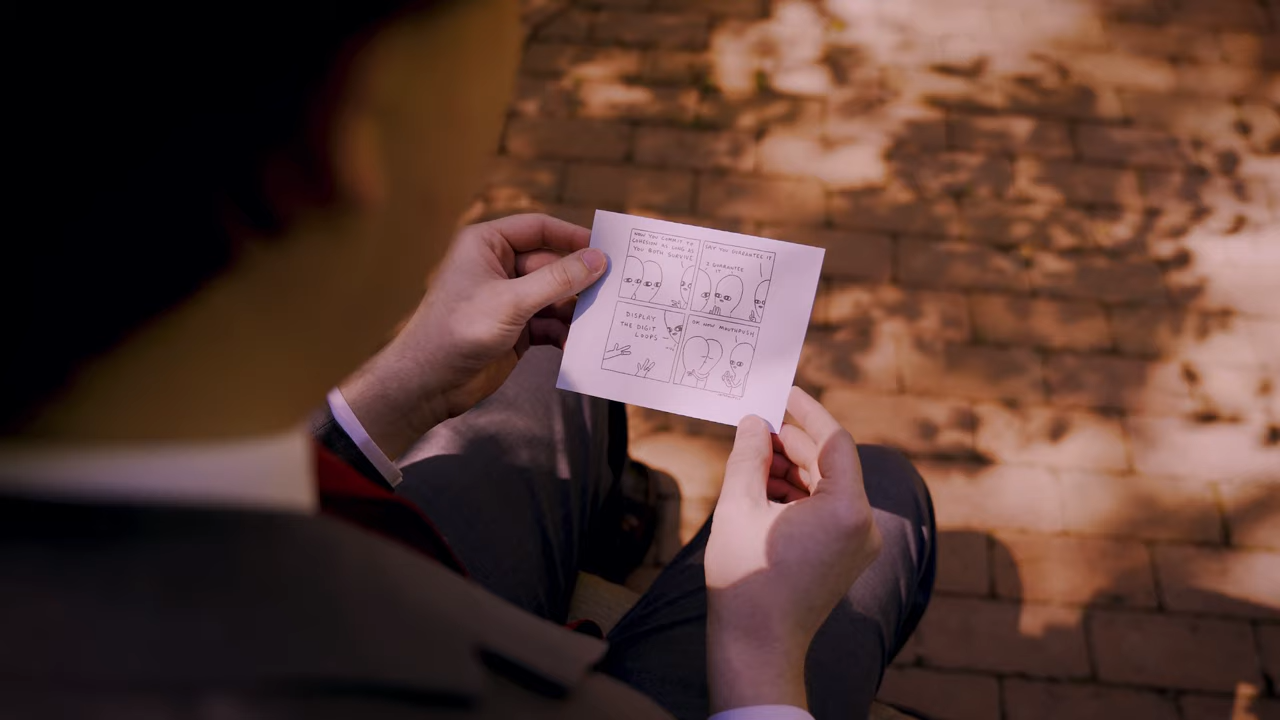 NOW YOU COMMIT TO
COHESION AS LONG AS
YOU BOTH SURVIVE
SAY YOU GUARANTEE IT
I GUARANTEE
IT
DISPLAY
THE DIGIT
LOOPS
OK NOW MOUTHPUSH